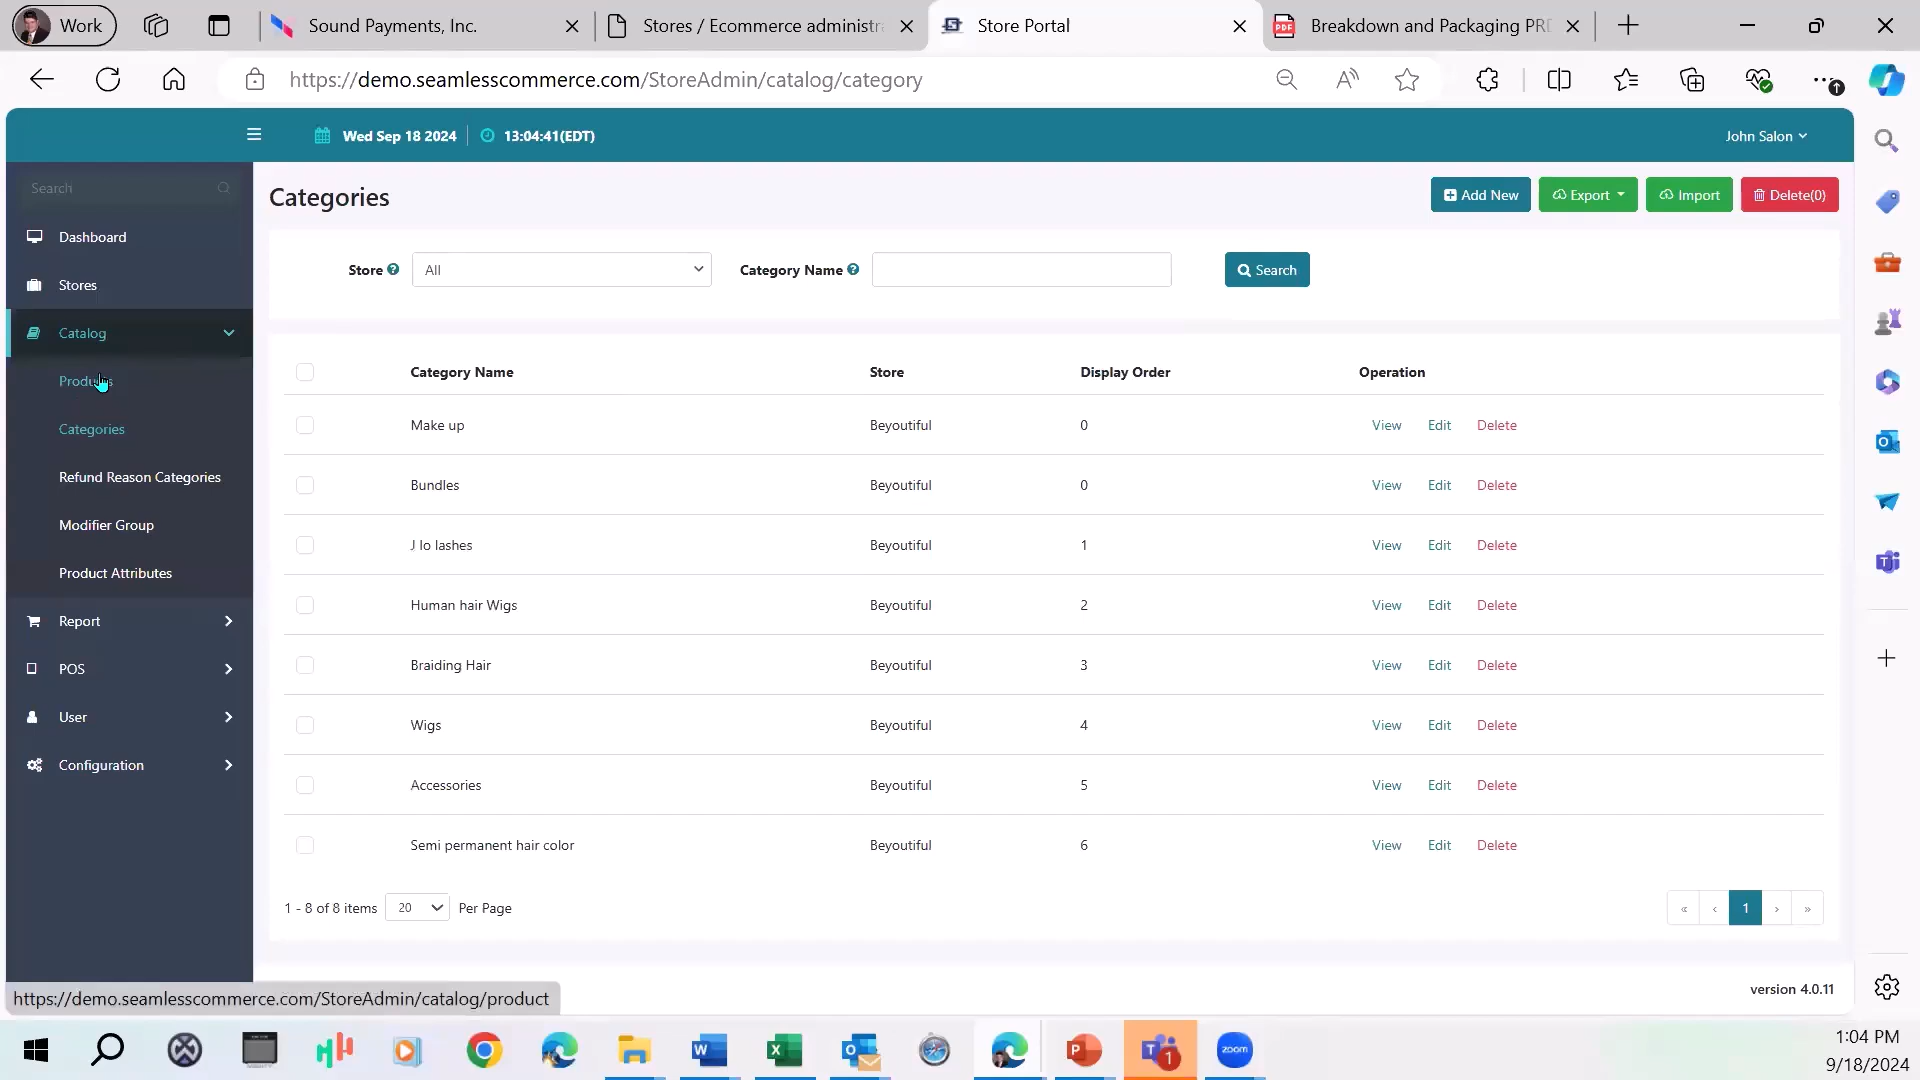 Work
Sound Payments, Inc.
Stores / Ecommerce administra
Store Portal
PDF
Breakdown and Packaging PRE
https://demo.seamlesscommerce.com/StoreAdmin/catalog/category
Wed Sep 18 2024
13:04:41(EDT)
John Salon
Search
Dashboard
Stores
Catalog
Products
Categories
Refund Reason Categories
Modifier Group
Product Attributes
Report
POS
User
Configuration
Categories
Add New
Export
Import
Delete(0)
Store
All
Category Name
Search
Category Name Store Display Order Operation
Make up Beyoutiful 0 View Edit Delete
Bundles Beyoutiful 0 View Edit Delete
J lo lashes Beyoutiful 1 View Edit Delete
Human hair Wigs Beyoutiful 2 View Edit Delete
Braiding Hair Beyoutiful 3 View Edit Delete
Wigs Beyoutiful 4 View Edit Delete
Accessories Beyoutiful 5 View Edit Delete
Semi permanent hair color Beyoutiful 6 View Edit Delete
1 - 8 of 8 items 20 Per Page
« ‹ 1 › »
https://demo.seamlesscommerce.com/StoreAdmin/catalog/product
version 4.0.11
zoom
1
1:04 PM
9/18/2024